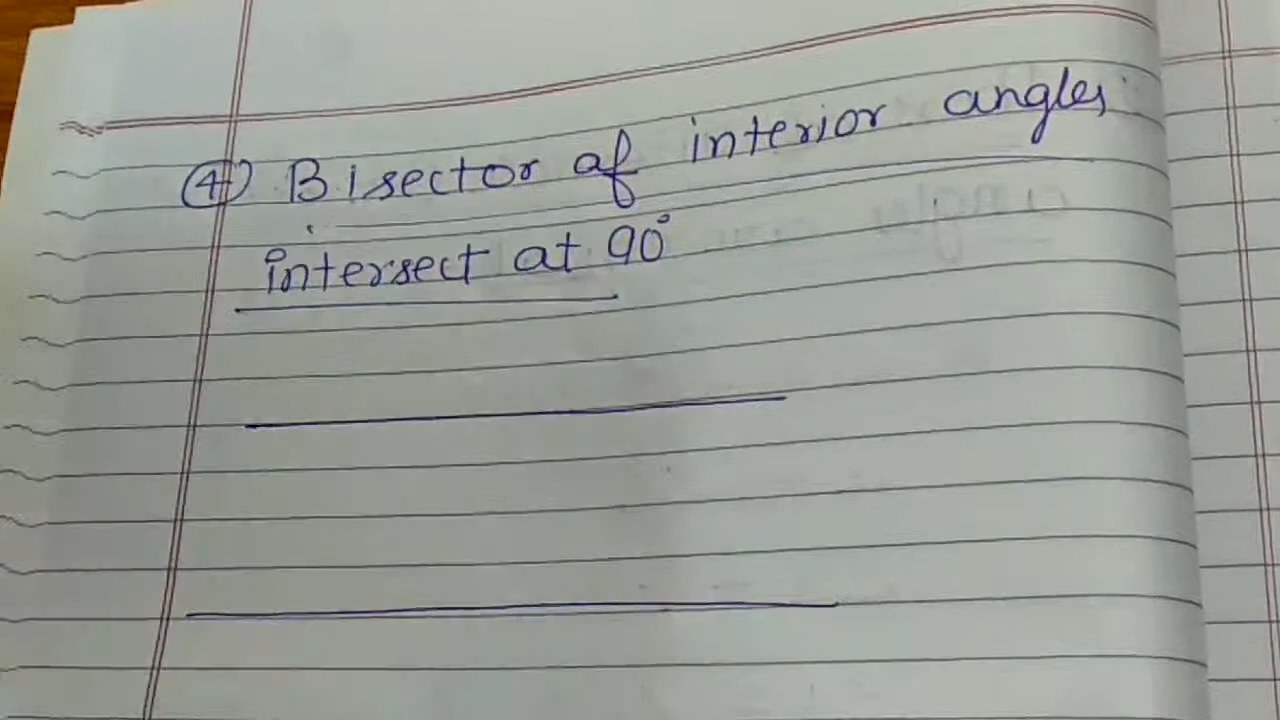 ④ Bisector of interior angles
intersect at 90°